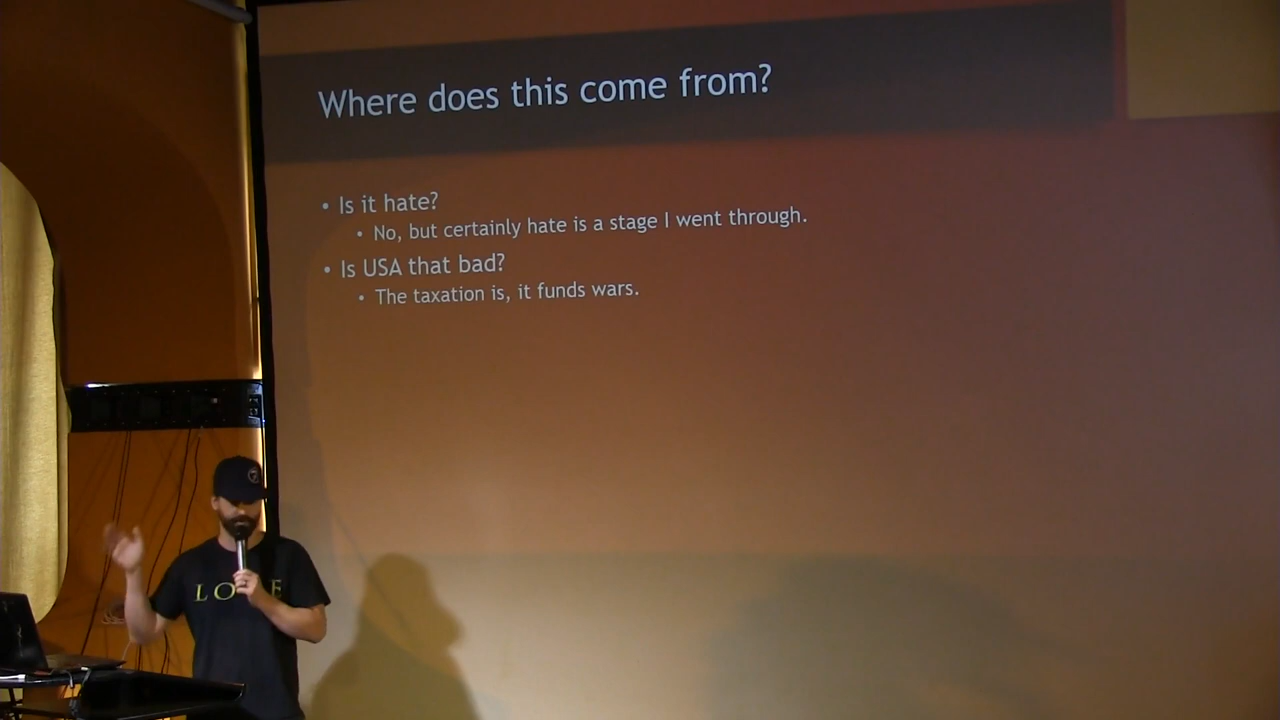 Where does this come from?
• Is it hate?
• No, but certainly hate is a stage I went through.
• Is USA that bad?
• The taxation is, it funds wars.